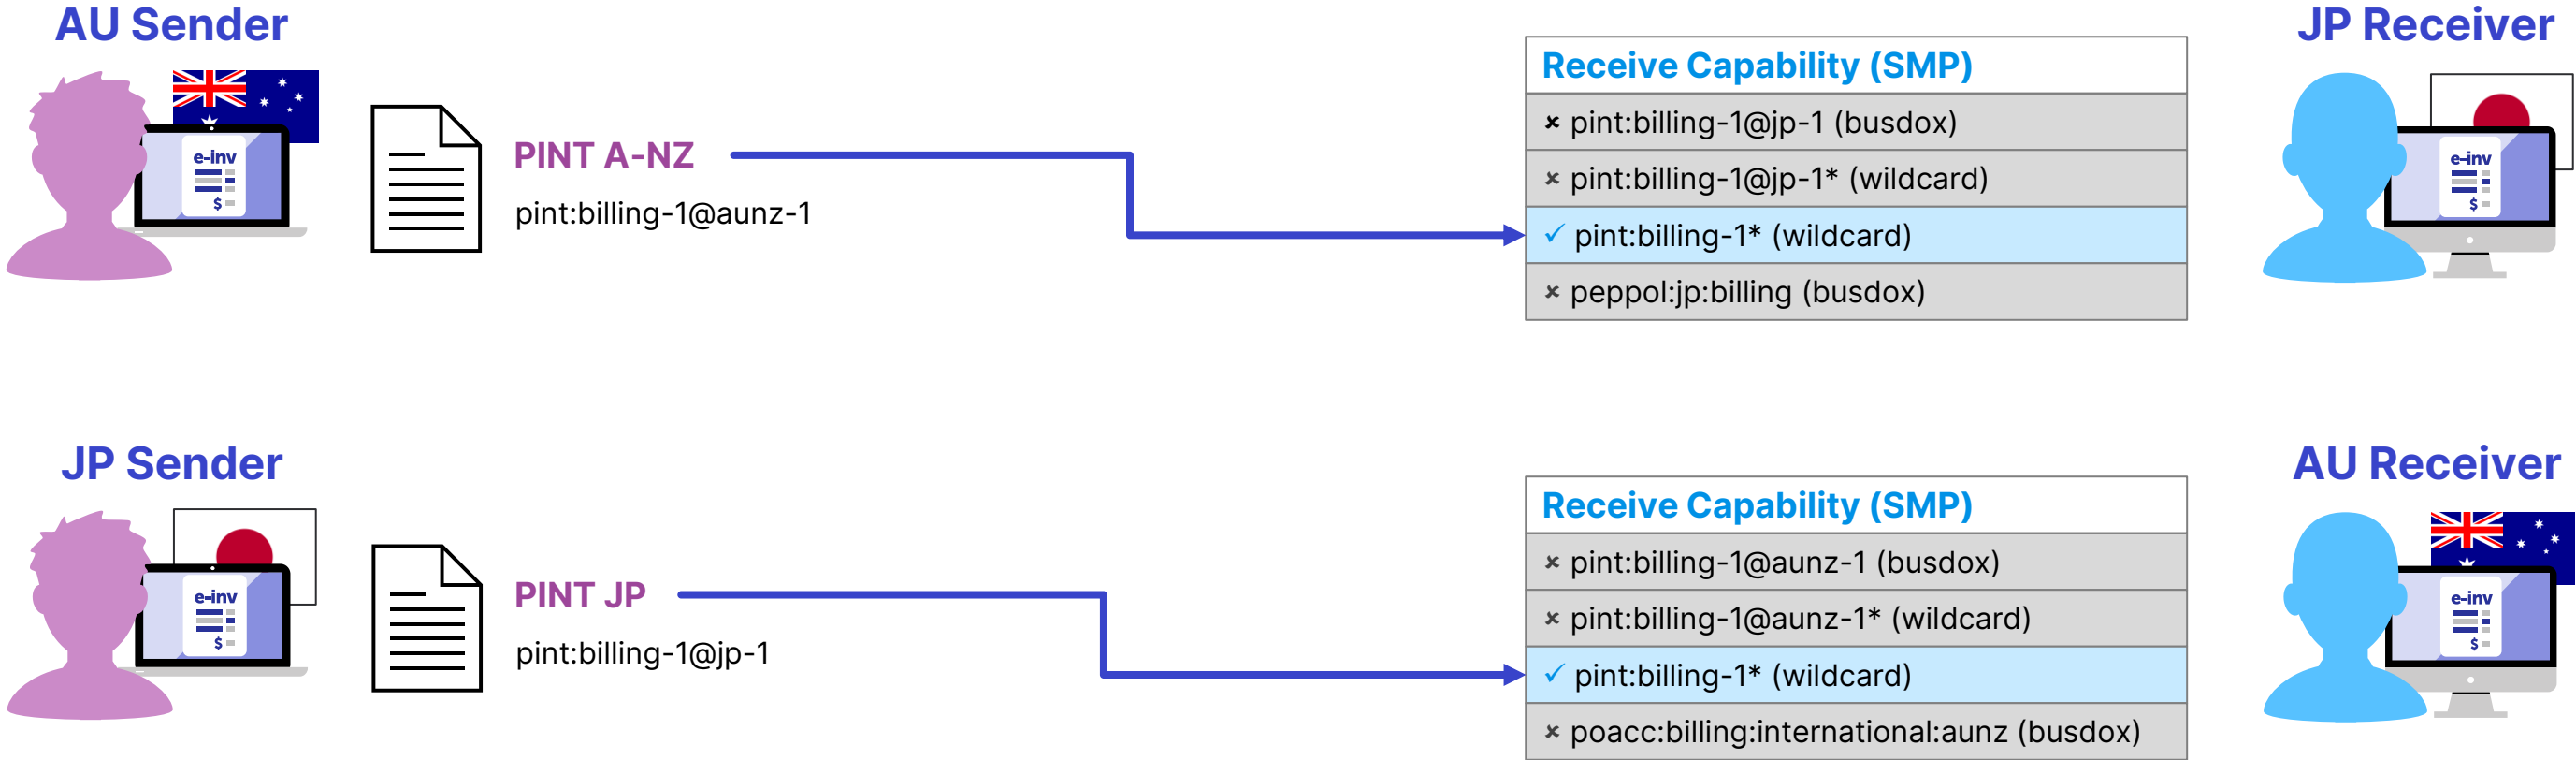 AU Sender
e-inv
$
PINT A-NZ
pint:billing-1@aunz-1
Receive Capability (SMP)
× pint:billing-1@jp-1 (busdox)
× pint:billing-1@jp-1* (wildcard)
✓ pint:billing-1* (wildcard)
× peppol:jp:billing (busdox)
JP Receiver
e-inv
$
JP Sender
e-inv
$
PINT JP
pint:billing-1@jp-1
Receive Capability (SMP)
× pint:billing-1@aunz-1 (busdox)
× pint:billing-1@aunz-1* (wildcard)
✓ pint:billing-1* (wildcard)
× poacc:billing:international:aunz (busdox)
AU Receiver
e-inv
$